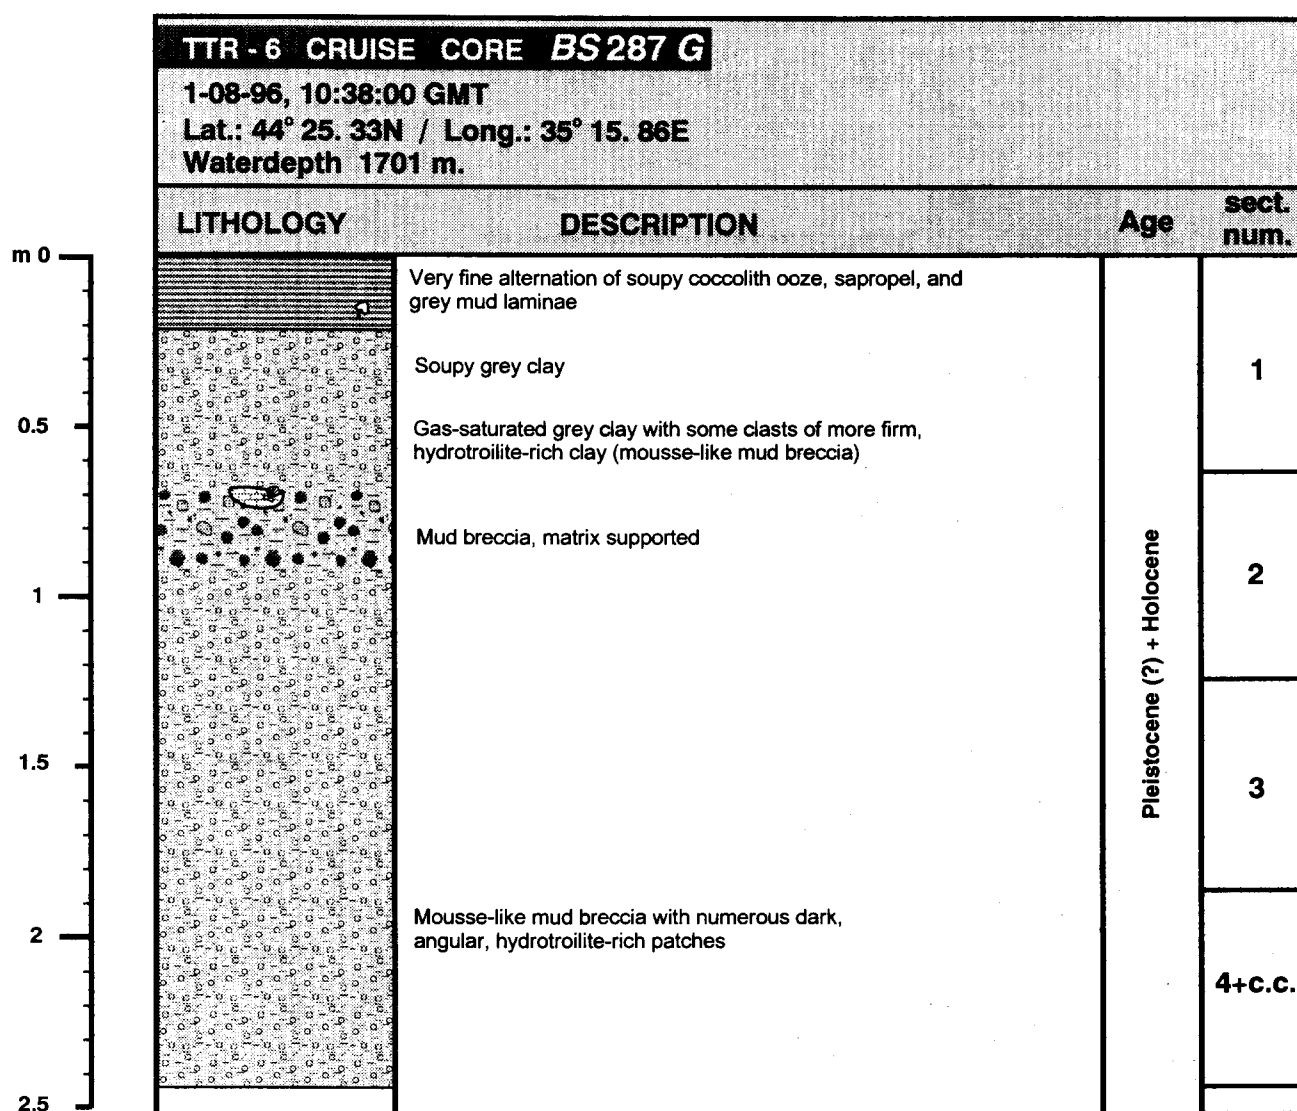 TTR - 6 CRUISE CORE BS 287 G
1-08-96, 10:38:00 GMT
Lat.: 44° 25. 33N / Long.: 35° 15. 86E
Waterdepth 1701 m.
LITHOLOGY DESCRIPTION Age sect. num.
m 0
Very fine alternation of soupy coccolith ooze, sapropel, and
grey mud laminae
Soupy grey clay
1
0.5
Gas-saturated grey clay with some clasts of more firm,
hydrotroilite-rich clay (mousse-like mud breccia)
Mud breccia, matrix supported
2
1
Pleistocene (?) + Holocene
1.5
3
Mousse-like mud breccia with numerous dark,
angular, hydrotroilite-rich patches
2
4+c.c.
2.5